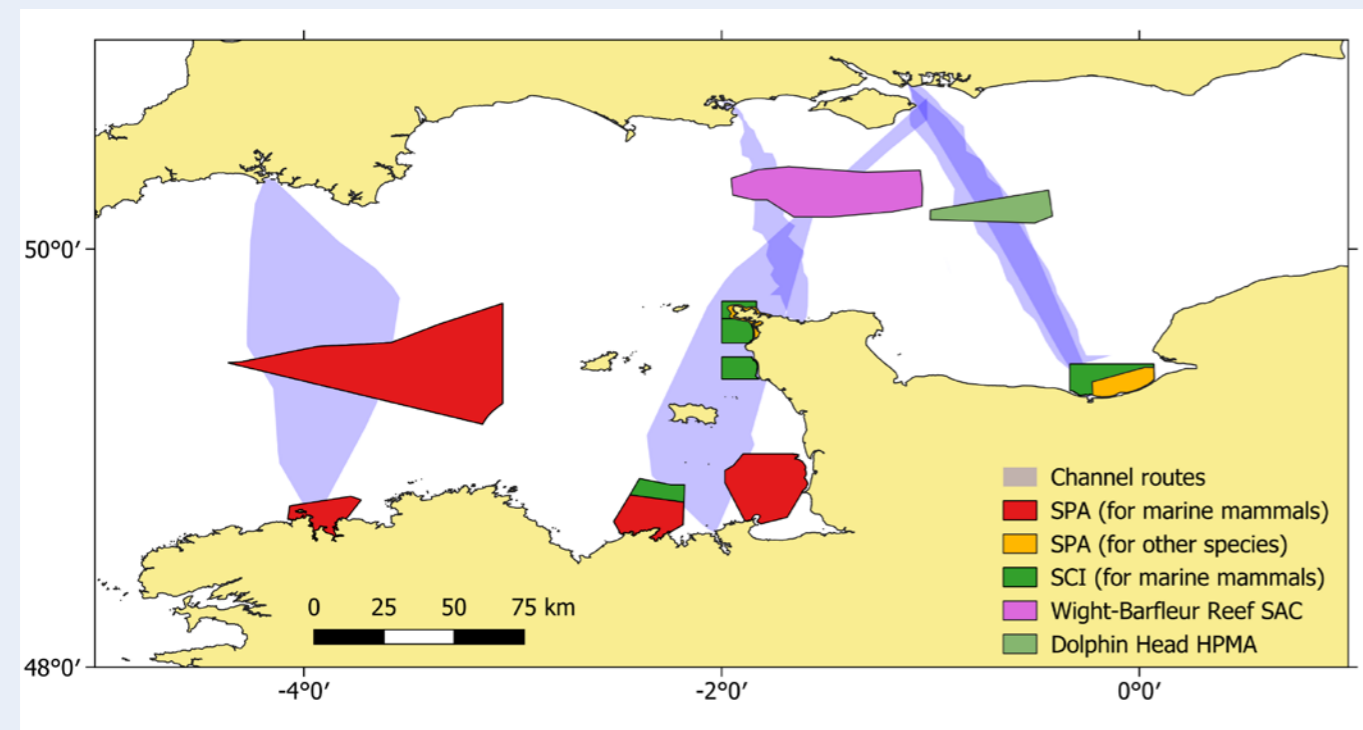 50°0′
Channel routes
SPA (for marine mammals)
SPA (for other species)
SCI (for marine mammals)
Wight-Barfleur Reef SAC
Dolphin Head HPMA
0 25 50 75 km
48°0′
-4°0′ -2°0′ 0°0′